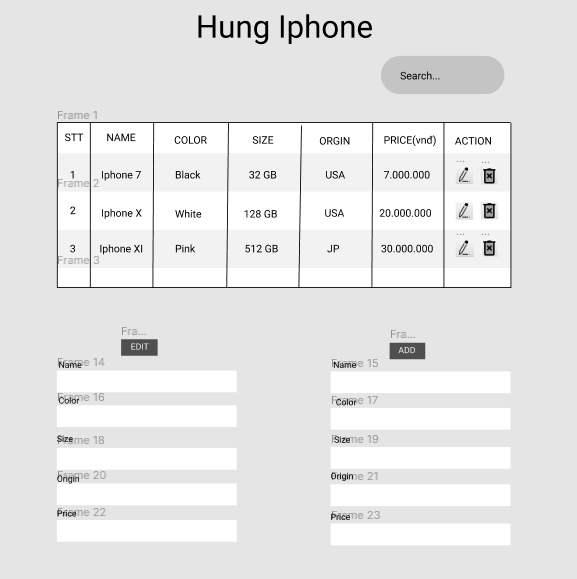 Hung Iphone
Search...
Frame 1
STT NAME COLOR SIZE ORGIN PRICE(vnđ) ACTION
... ...
1 Iphone 7 Black 32 GB USA 7.000.000
Frame 2
2 Iphone X White 128 GB USA 20.000.000
... ...
3 Iphone XI Pink 512 GB JP 30.000.000
Frame 3
Fra... Fra...
EDIT ADD
Frame 14 Frame 15
Name Name
Frame 16 Frame 17
Color Color
Frame 18 Frame 19
Size Size
Frame 20 Frame 21
Origin Origin
Frame 22 Frame 23
Price Price